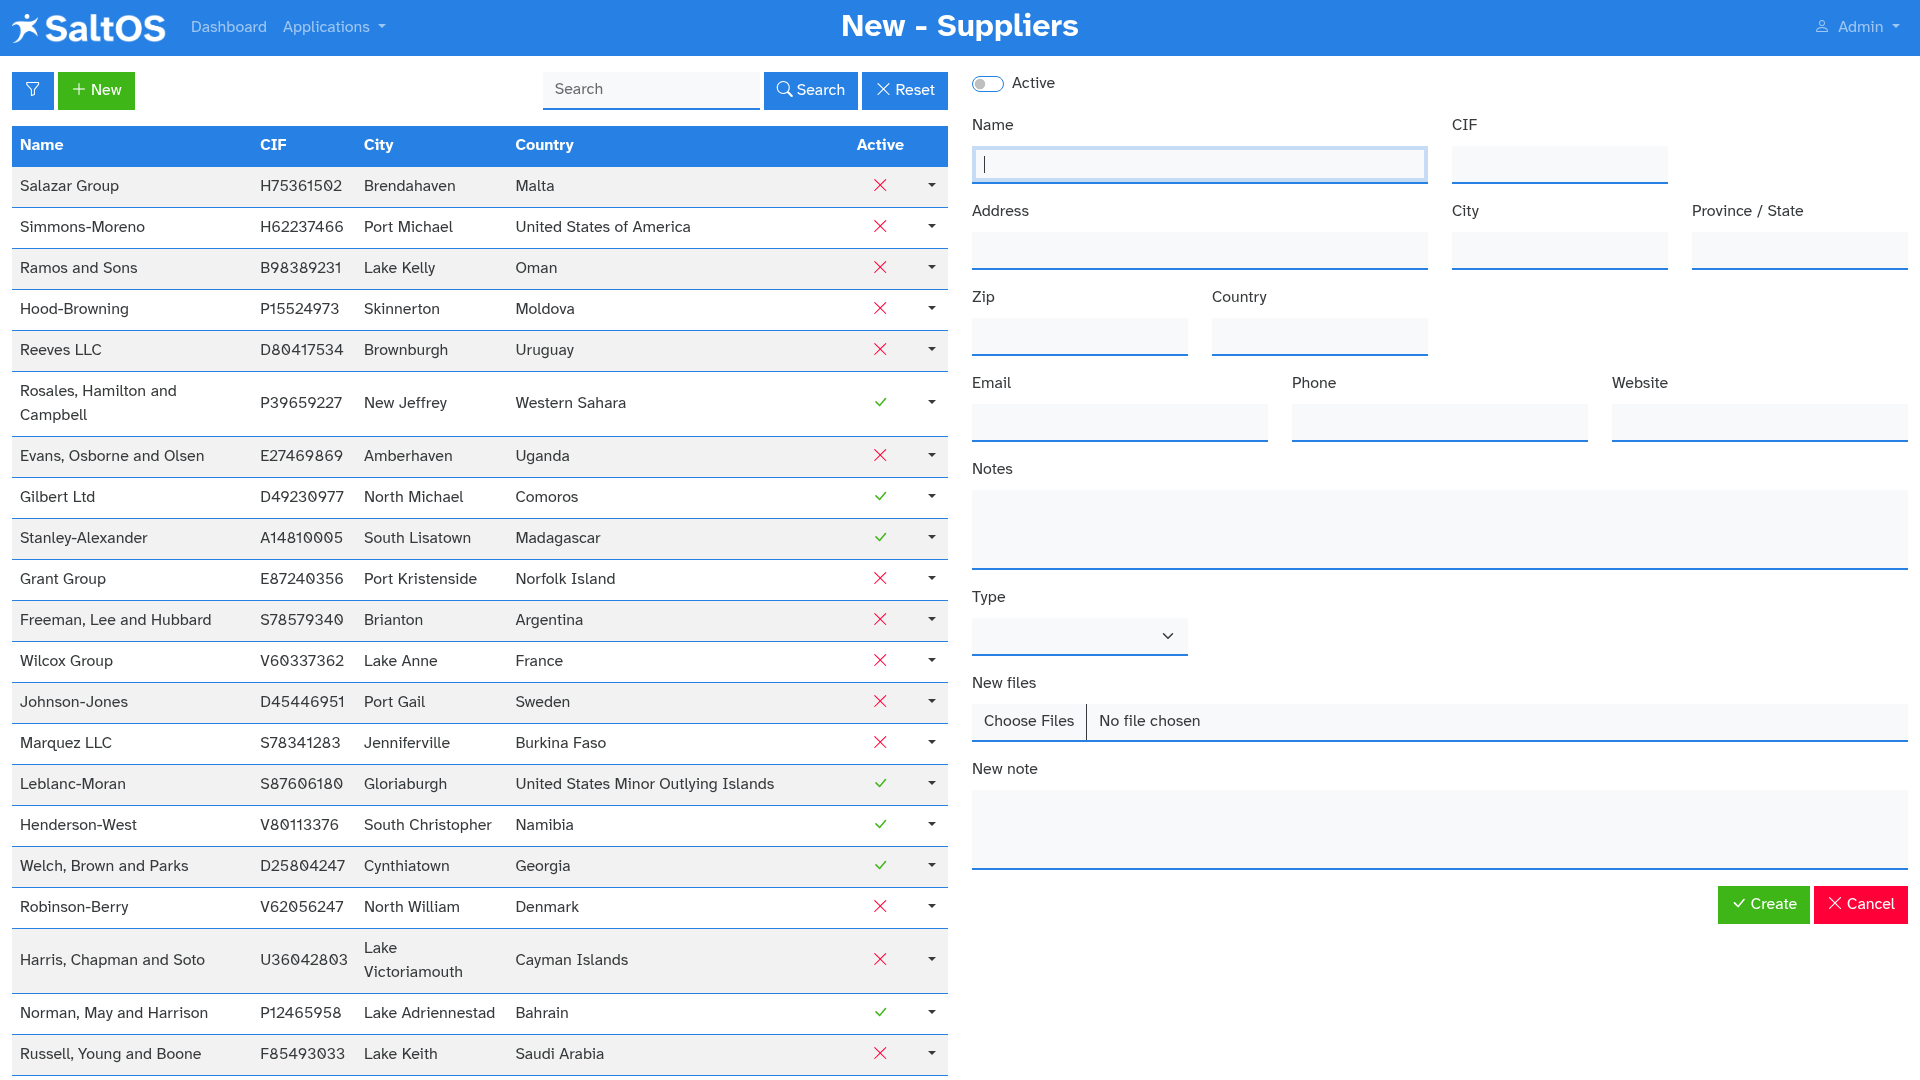 SaltOS Dashboard Applications New - Suppliers Admin
New Search Search Reset
Name CIF City Country Active
Salazar Group H75361502 Brendahaven Malta
Simmons-Moreno H62237466 Port Michael United States of America
Ramos and Sons B98389231 Lake Kelly Oman
Hood-Browning P15524973 Skinnerton Moldova
Reeves LLC D80417534 Brownburgh Uruguay
Rosales, Hamilton and
Campbell P39659227 New Jeffrey Western Sahara
Evans, Osborne and Olsen E27469869 Amberhaven Uganda
Gilbert Ltd D49230977 North Michael Comoros
Stanley-Alexander A14810005 South Lisatown Madagascar
Grant Group E87240356 Port Kristenside Norfolk Island
Freeman, Lee and Hubbard S78579340 Brianton Argentina
Wilcox Group V60337362 Lake Anne France
Johnson-Jones D45446951 Port Gail Sweden
Marquez LLC S78341283 Jenniferville Burkina Faso
Leblanc-Moran S87606180 Gloriaburgh United States Minor Outlying Islands
Henderson-West V80113376 South Christopher Namibia
Welch, Brown and Parks D25804247 Cynthiatown Georgia
Robinson-Berry V62056247 North William Denmark
Harris, Chapman and Soto U36042803 Lake
Victoriamouth Cayman Islands
Norman, May and Harrison P12465958 Lake Adriennestad Bahrain
Russell, Young and Boone F85493033 Lake Keith Saudi Arabia
Active
Name CIF
Address City Province / State
Zip Country
Email Phone Website
Notes
Type
New files
Choose Files No file chosen
New note
Create Cancel